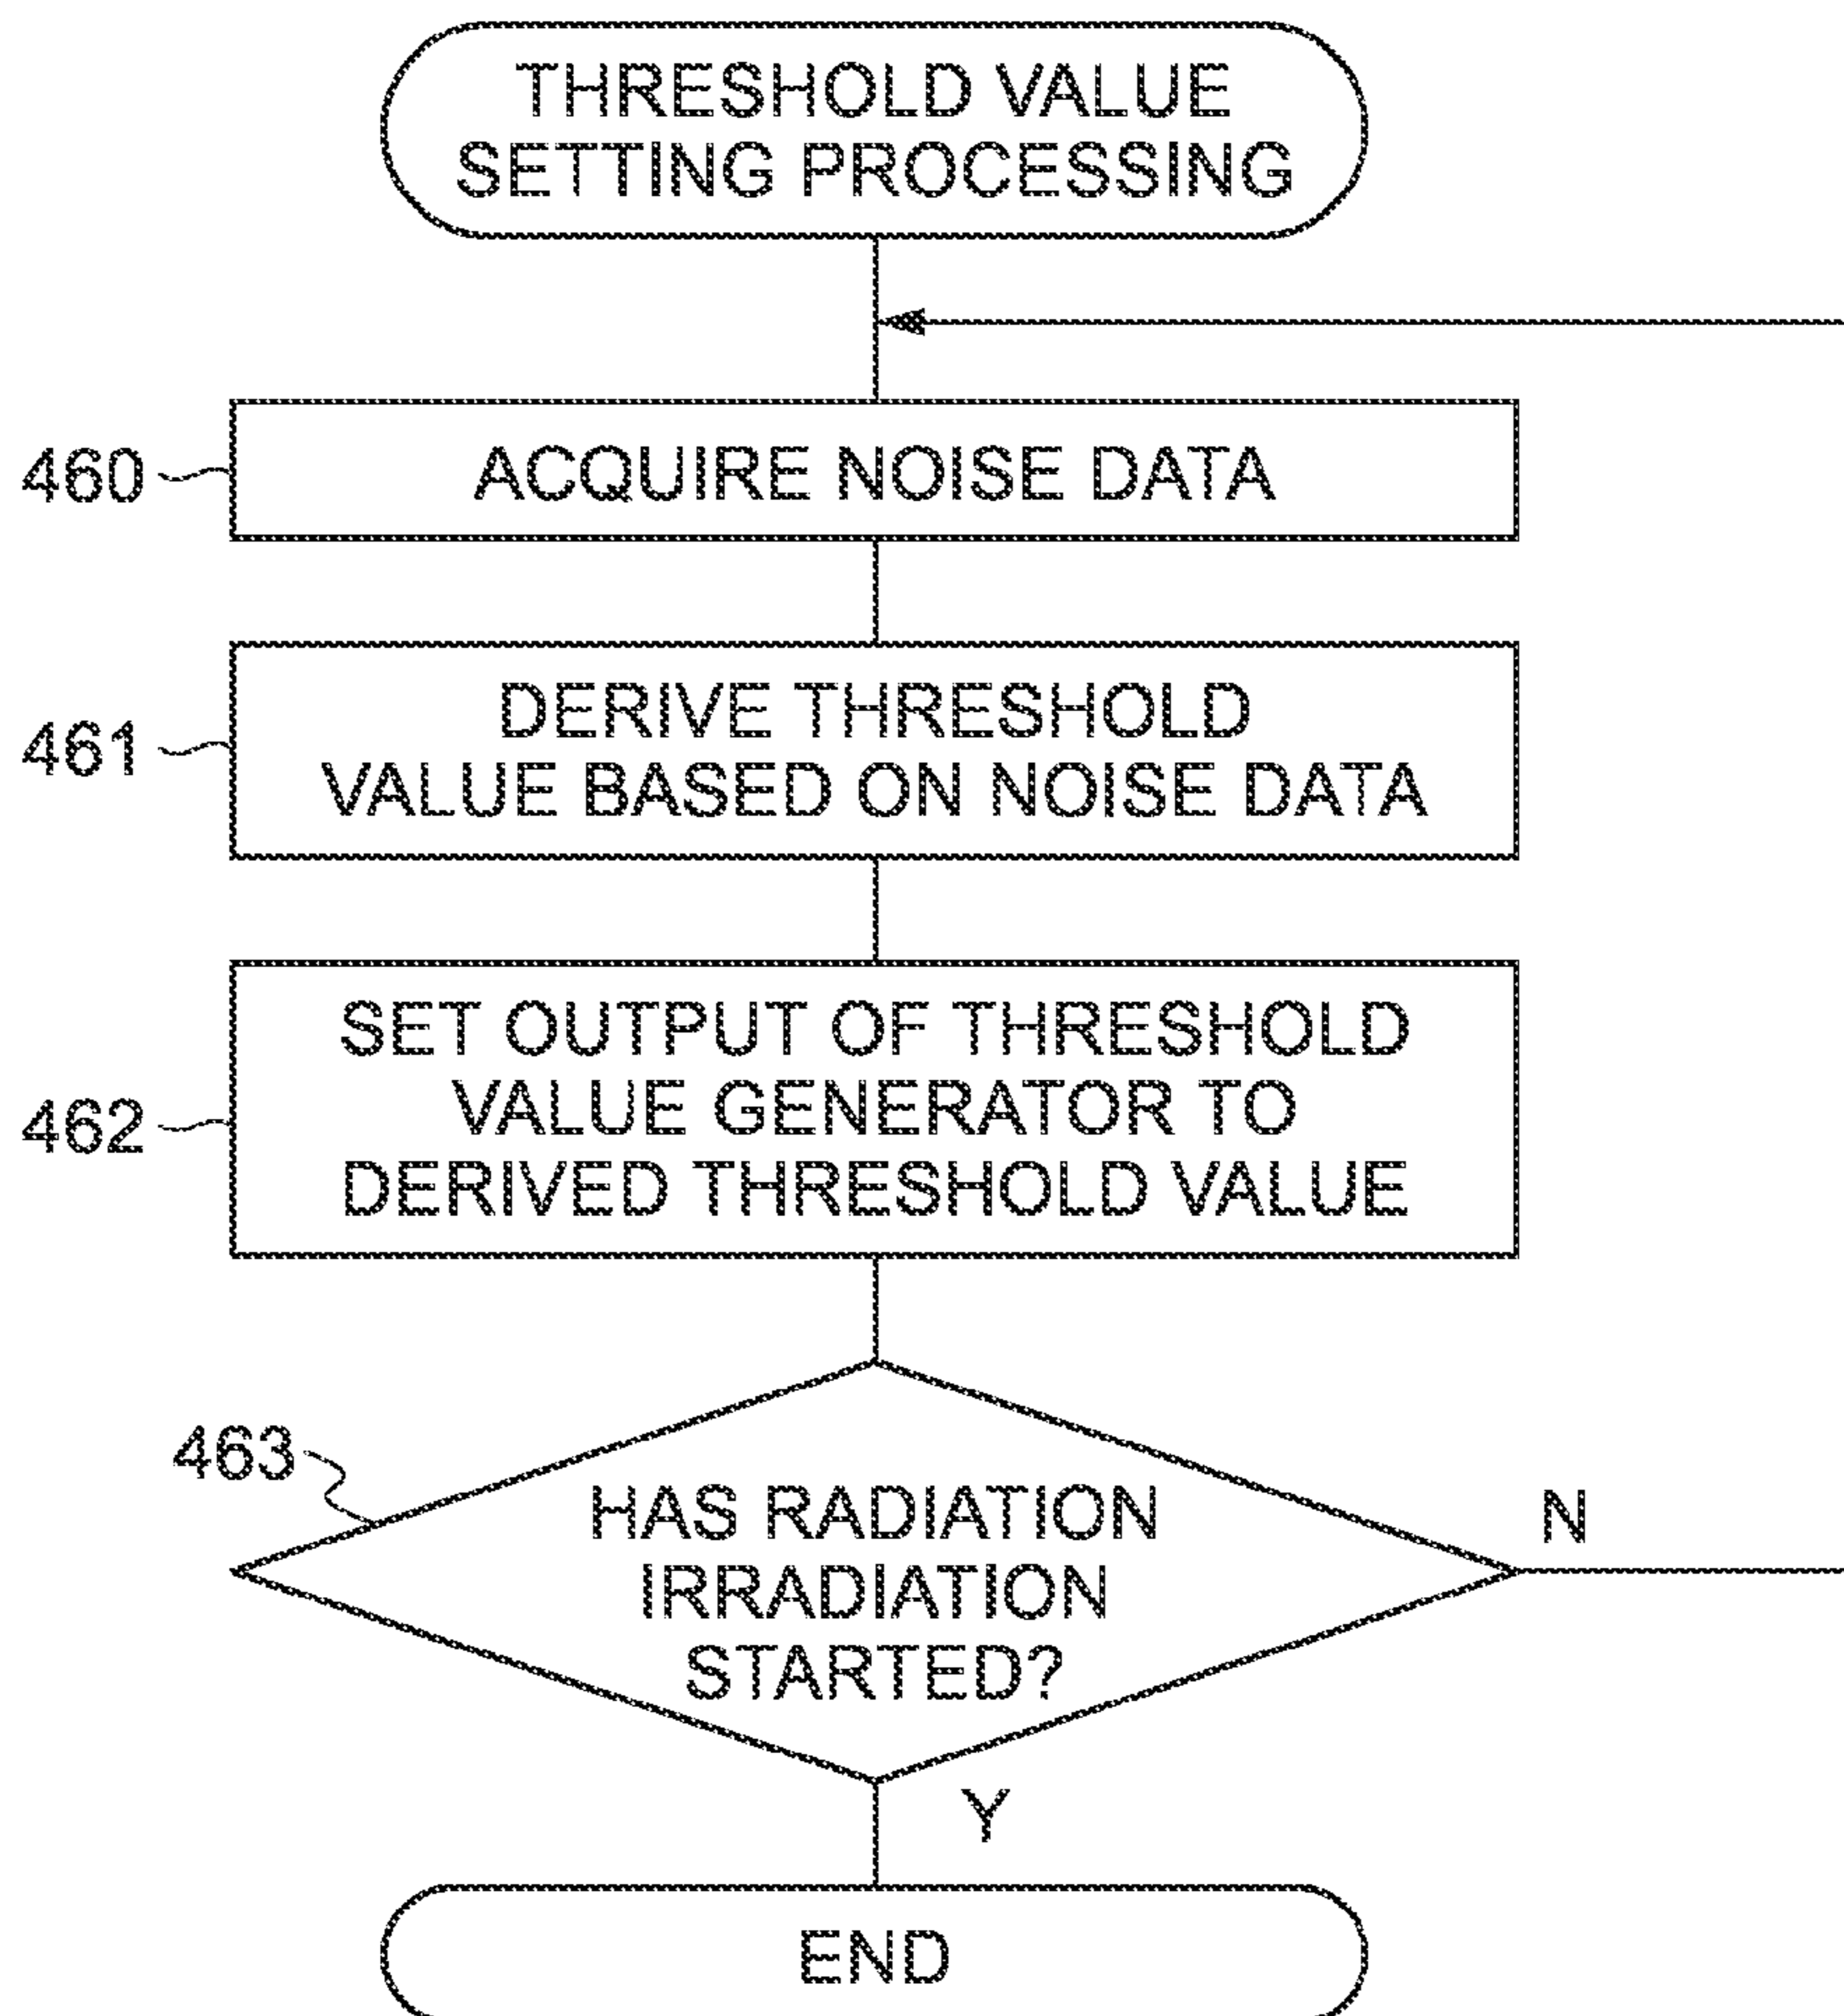 THRESHOLD VALUE
SETTING PROCESSING
460
ACQUIRE NOISE DATA
461
DERIVE THRESHOLD
VALUE BASED ON NOISE DATA
462
SET OUTPUT OF THRESHOLD
VALUE GENERATOR TO
DERIVED THRESHOLD VALUE
463
HAS RADIATION
IRRADIATION
STARTED?
N
Y
END